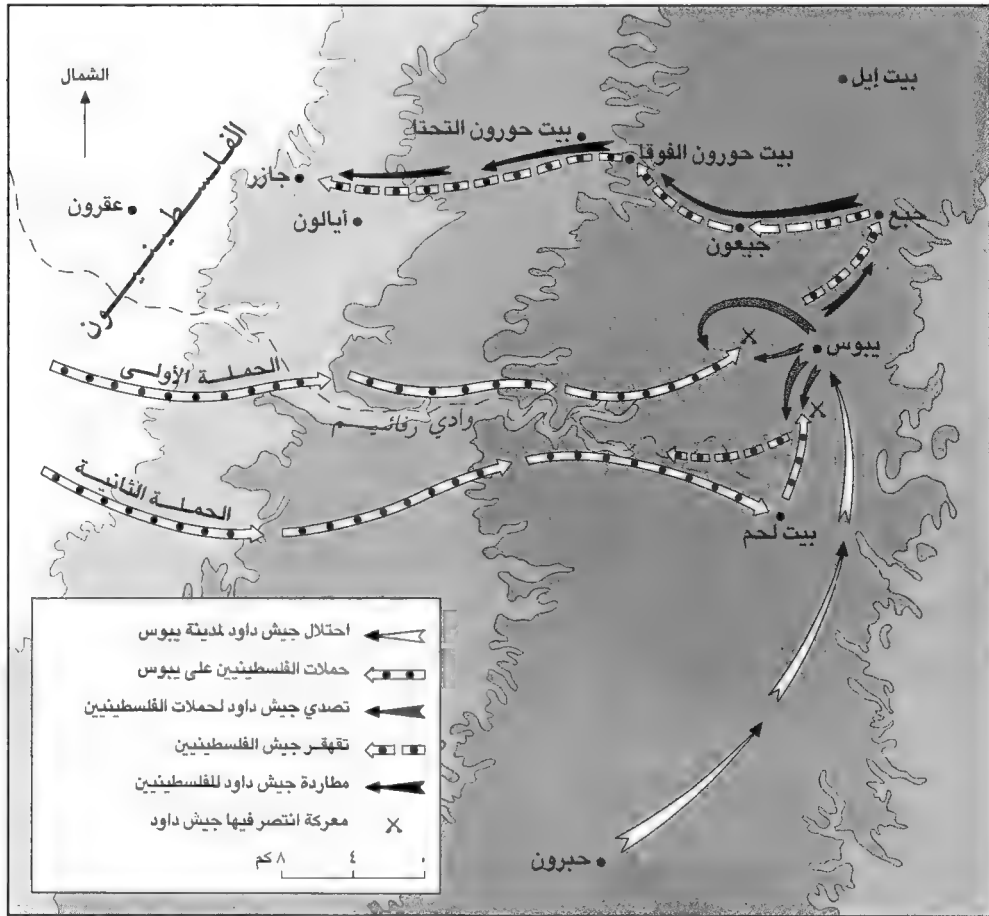 الشمال
بيت إيل
بيت حورون التحتا
بيت حورون الفوقا
الفلسطينيون
جازر
عقرون
أيالون
جبع
جبعون
يبوس
الحملة الأولى
وادي رفائيم
الحملة الثانية
بيت لحم
احتلال جيش داود لمدينة يبوس
حملات الفلسطينيين على يبوس
تصدي جيش داود لحملات الفلسطينيين
تقهقر جيش الفلسطينيين
مطاردة جيش داود للفلسطينيين
معركة انتصر فيها جيش داود
٠ ٤ ٨ كم
حبرون